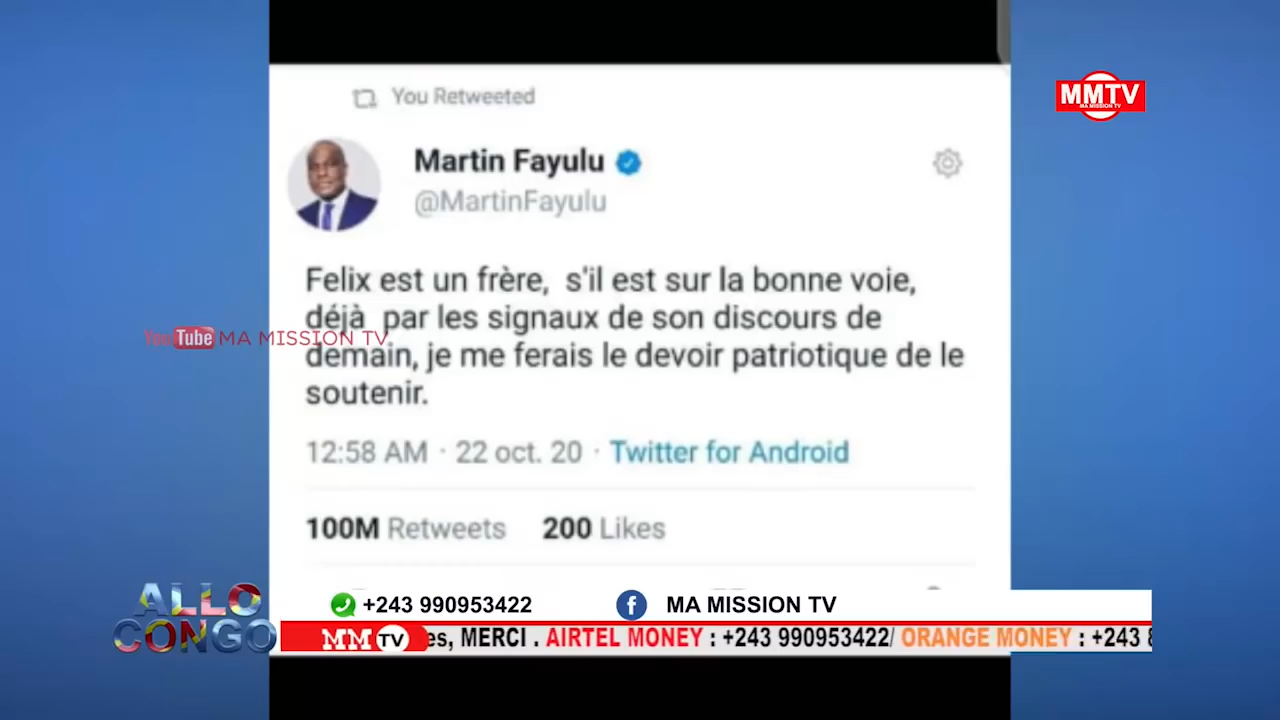 You Retweeted
MMTV
MA MISSION TV
Martin Fayulu
@MartinFayulu
Felix est un frère, s'il est sur la bonne voie,
déjà par les signaux de son discours de
YouTube MA MISSION TV
demain, je me ferais le devoir patriotique de le
soutenir.
12:58 AM · 22 oct. 20 · Twitter for Android
100M Retweets 200 Likes
ALLO
CONGO
+243 990953422 MA MISSION TV
MM TV es, MERCI . AIRTEL MONEY : +243 990953422/ ORANGE MONEY : +243